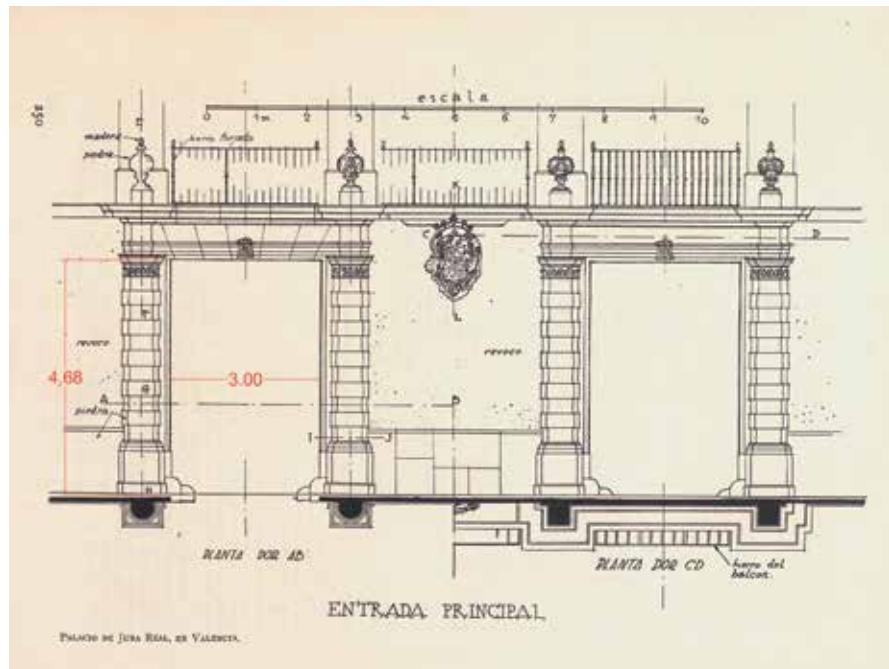 escala
0 1m 2 3 4 5 6 7 8 9 10
250
madera
piedra
hierro forjado
C D
4,68
3.00
revoco
revoco
A B
piedra
I J
PLANTA POR AB
PLANTA POR CD
hierro del
balcon.
ENTRADA PRINCIPAL
PALACIO DE JURA REAL, EN VALENCIA.